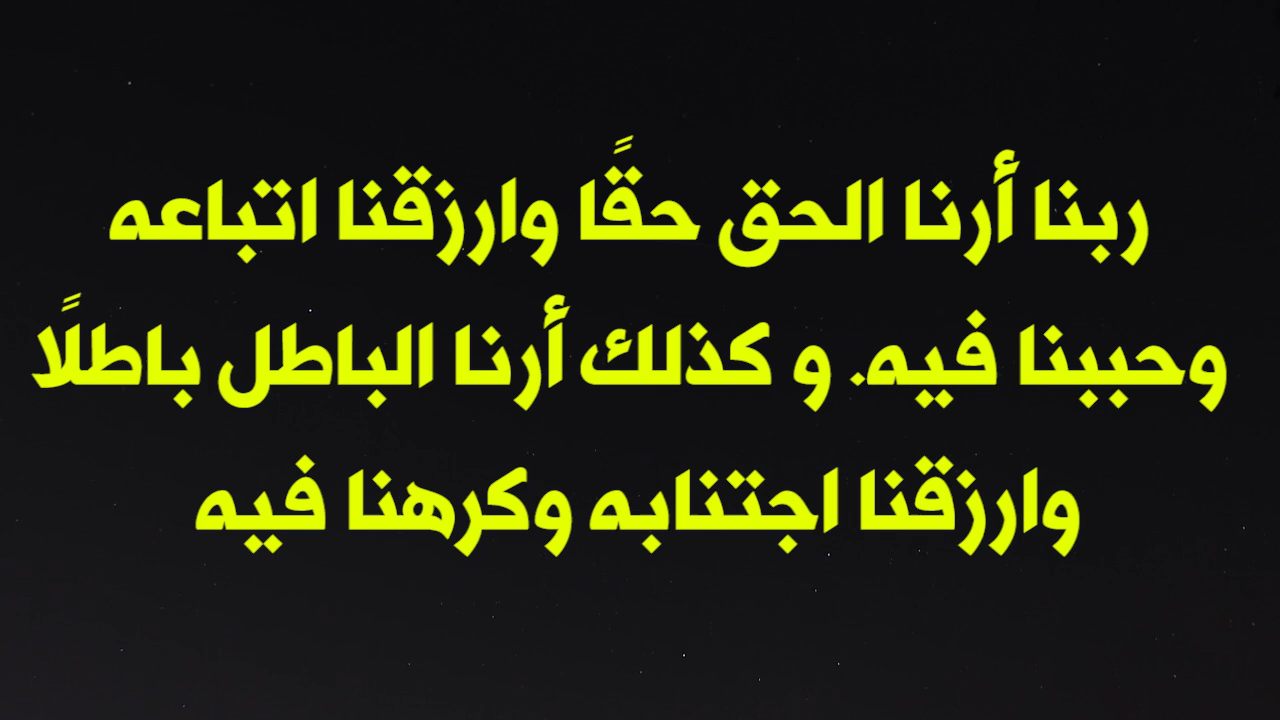 ربنا أرنا الحق حقًا وارزقنا اتباعه
وحببنا فيه. و كذلك أرنا الباطل باطلًا
وارزقنا اجتنابه وكرهنا فيه